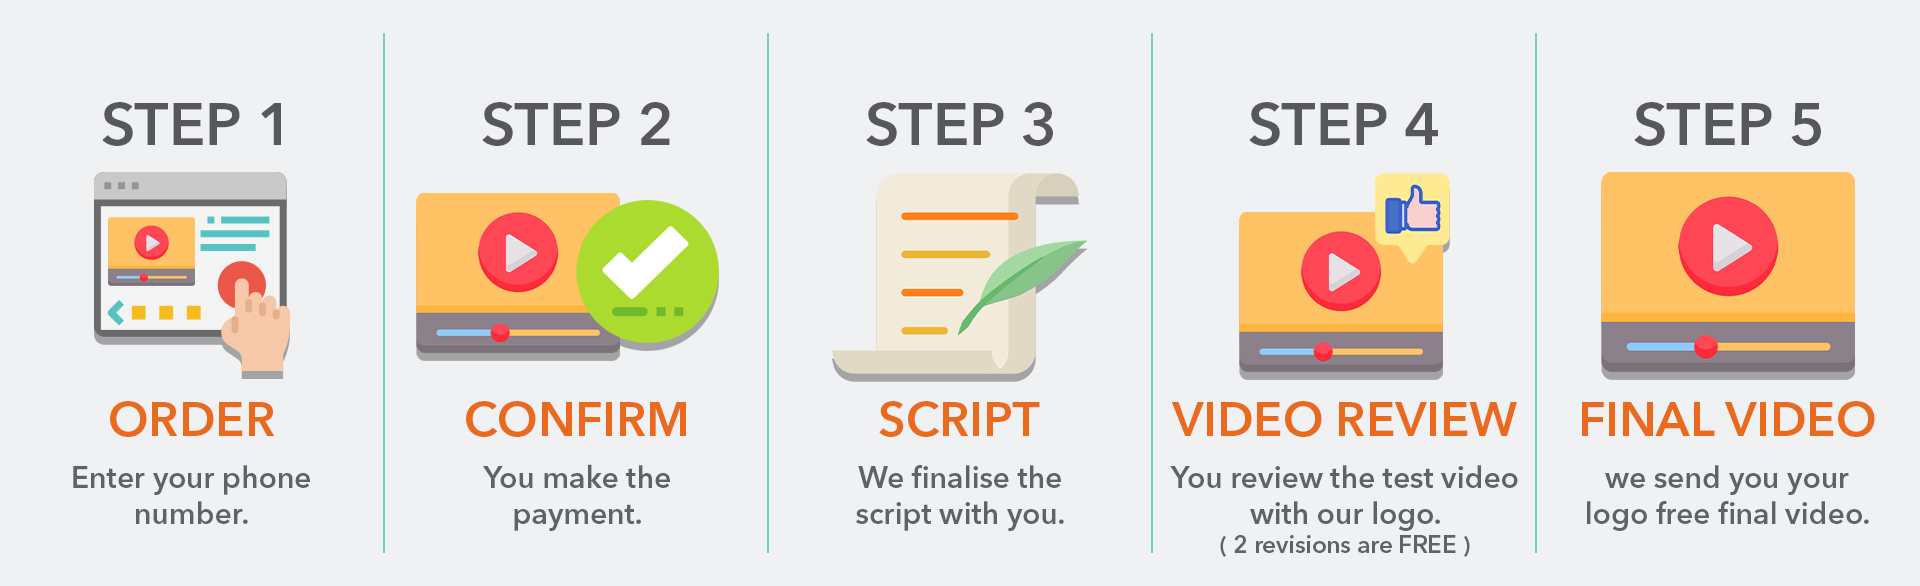 STEP 1
ORDER
Enter your phone
number.
STEP 2
CONFIRM
You make the
payment.
STEP 3
SCRIPT
We finalise the
script with you.
STEP 4
VIDEO REVIEW
You review the test video
with our logo.
( 2 revisions are FREE )
STEP 5
FINAL VIDEO
we send you your
logo free final video.